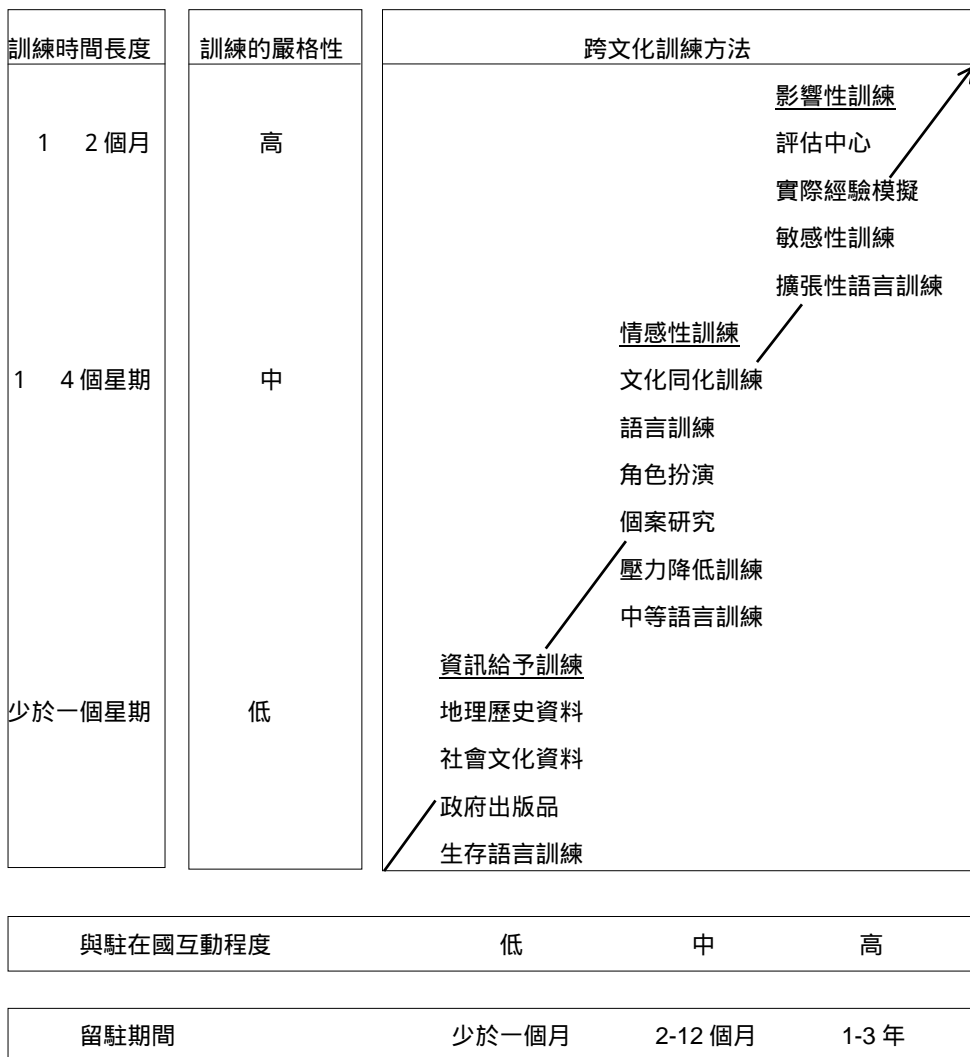 訓練時間長度 訓練的嚴格性 跨文化訓練方法
影響性訓練
1 2個月 高 評估中心
實際經驗模擬
敏感性訓練
擴張性語言訓練
情感性訓練
1 4個星期 中 文化同化訓練
語言訓練
角色扮演
個案研究
壓力降低訓練
中等語言訓練
資訊給予訓練
少於一個星期 低 地理歷史資料
社會文化資料
政府出版品
生存語言訓練
與駐在國互動程度 低 中 高
留駐期間 少於一個月 2-12個月 1-3年